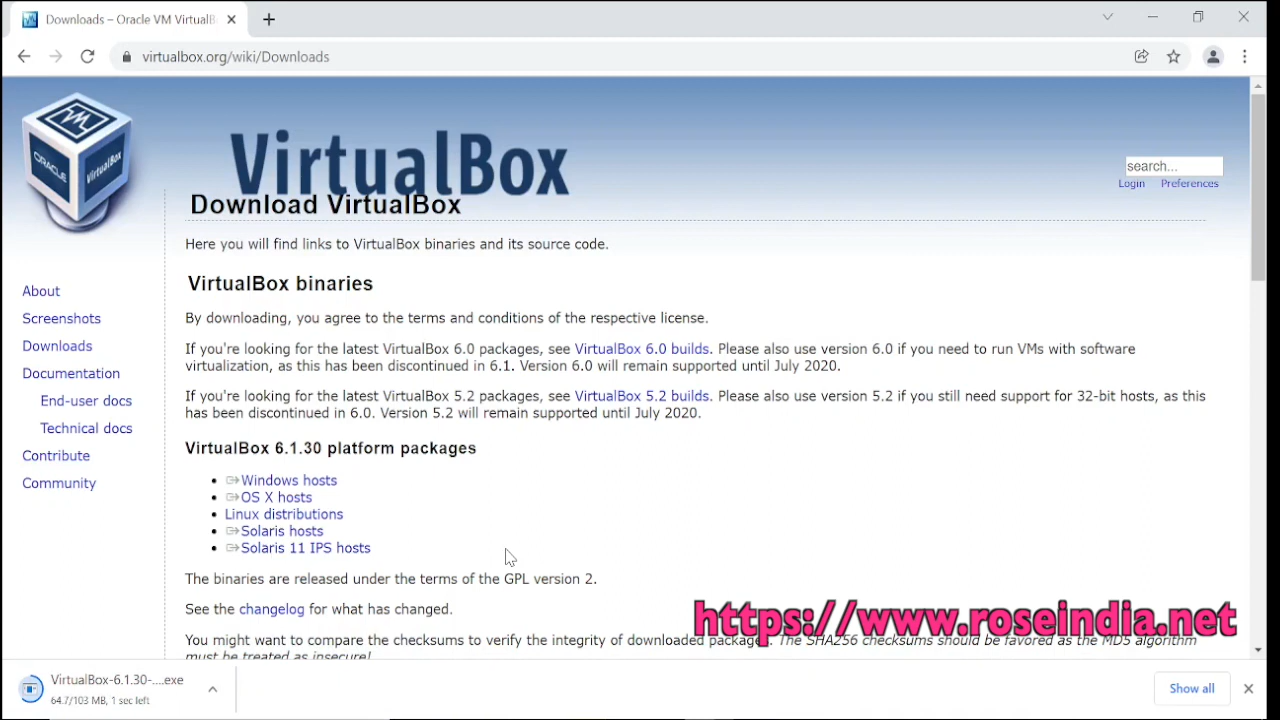 Downloads – Oracle VM VirtualB
virtualbox.org/wiki/Downloads
ORACLE
VirtualBox
VirtualBox
search...
Login Preferences
Download VirtualBox
Here you will find links to VirtualBox binaries and its source code.
VirtualBox binaries
By downloading, you agree to the terms and conditions of the respective license.
If you're looking for the latest VirtualBox 6.0 packages, see VirtualBox 6.0 builds. Please also use version 6.0 if you need to run VMs with software
virtualization, as this has been discontinued in 6.1. Version 6.0 will remain supported until July 2020.
If you're looking for the latest VirtualBox 5.2 packages, see VirtualBox 5.2 builds. Please also use version 5.2 if you still need support for 32-bit hosts, as this
has been discontinued in 6.0. Version 5.2 will remain supported until July 2020.
VirtualBox 6.1.30 platform packages
Windows hosts
OS X hosts
Linux distributions
Solaris hosts
Solaris 11 IPS hosts
The binaries are released under the terms of the GPL version 2.
See the changelog for what has changed.
You might want to compare the checksums to verify the integrity of downloaded packages. The SHA256 checksums should be favored as the MD5 algorithm
must be treated as insecure!
About
Screenshots
Downloads
Documentation
End-user docs
Technical docs
Contribute
Community
https://www.roseindia.net
VirtualBox-6.1.30-....exe
64.7/103 MB, 1 sec left
Show all